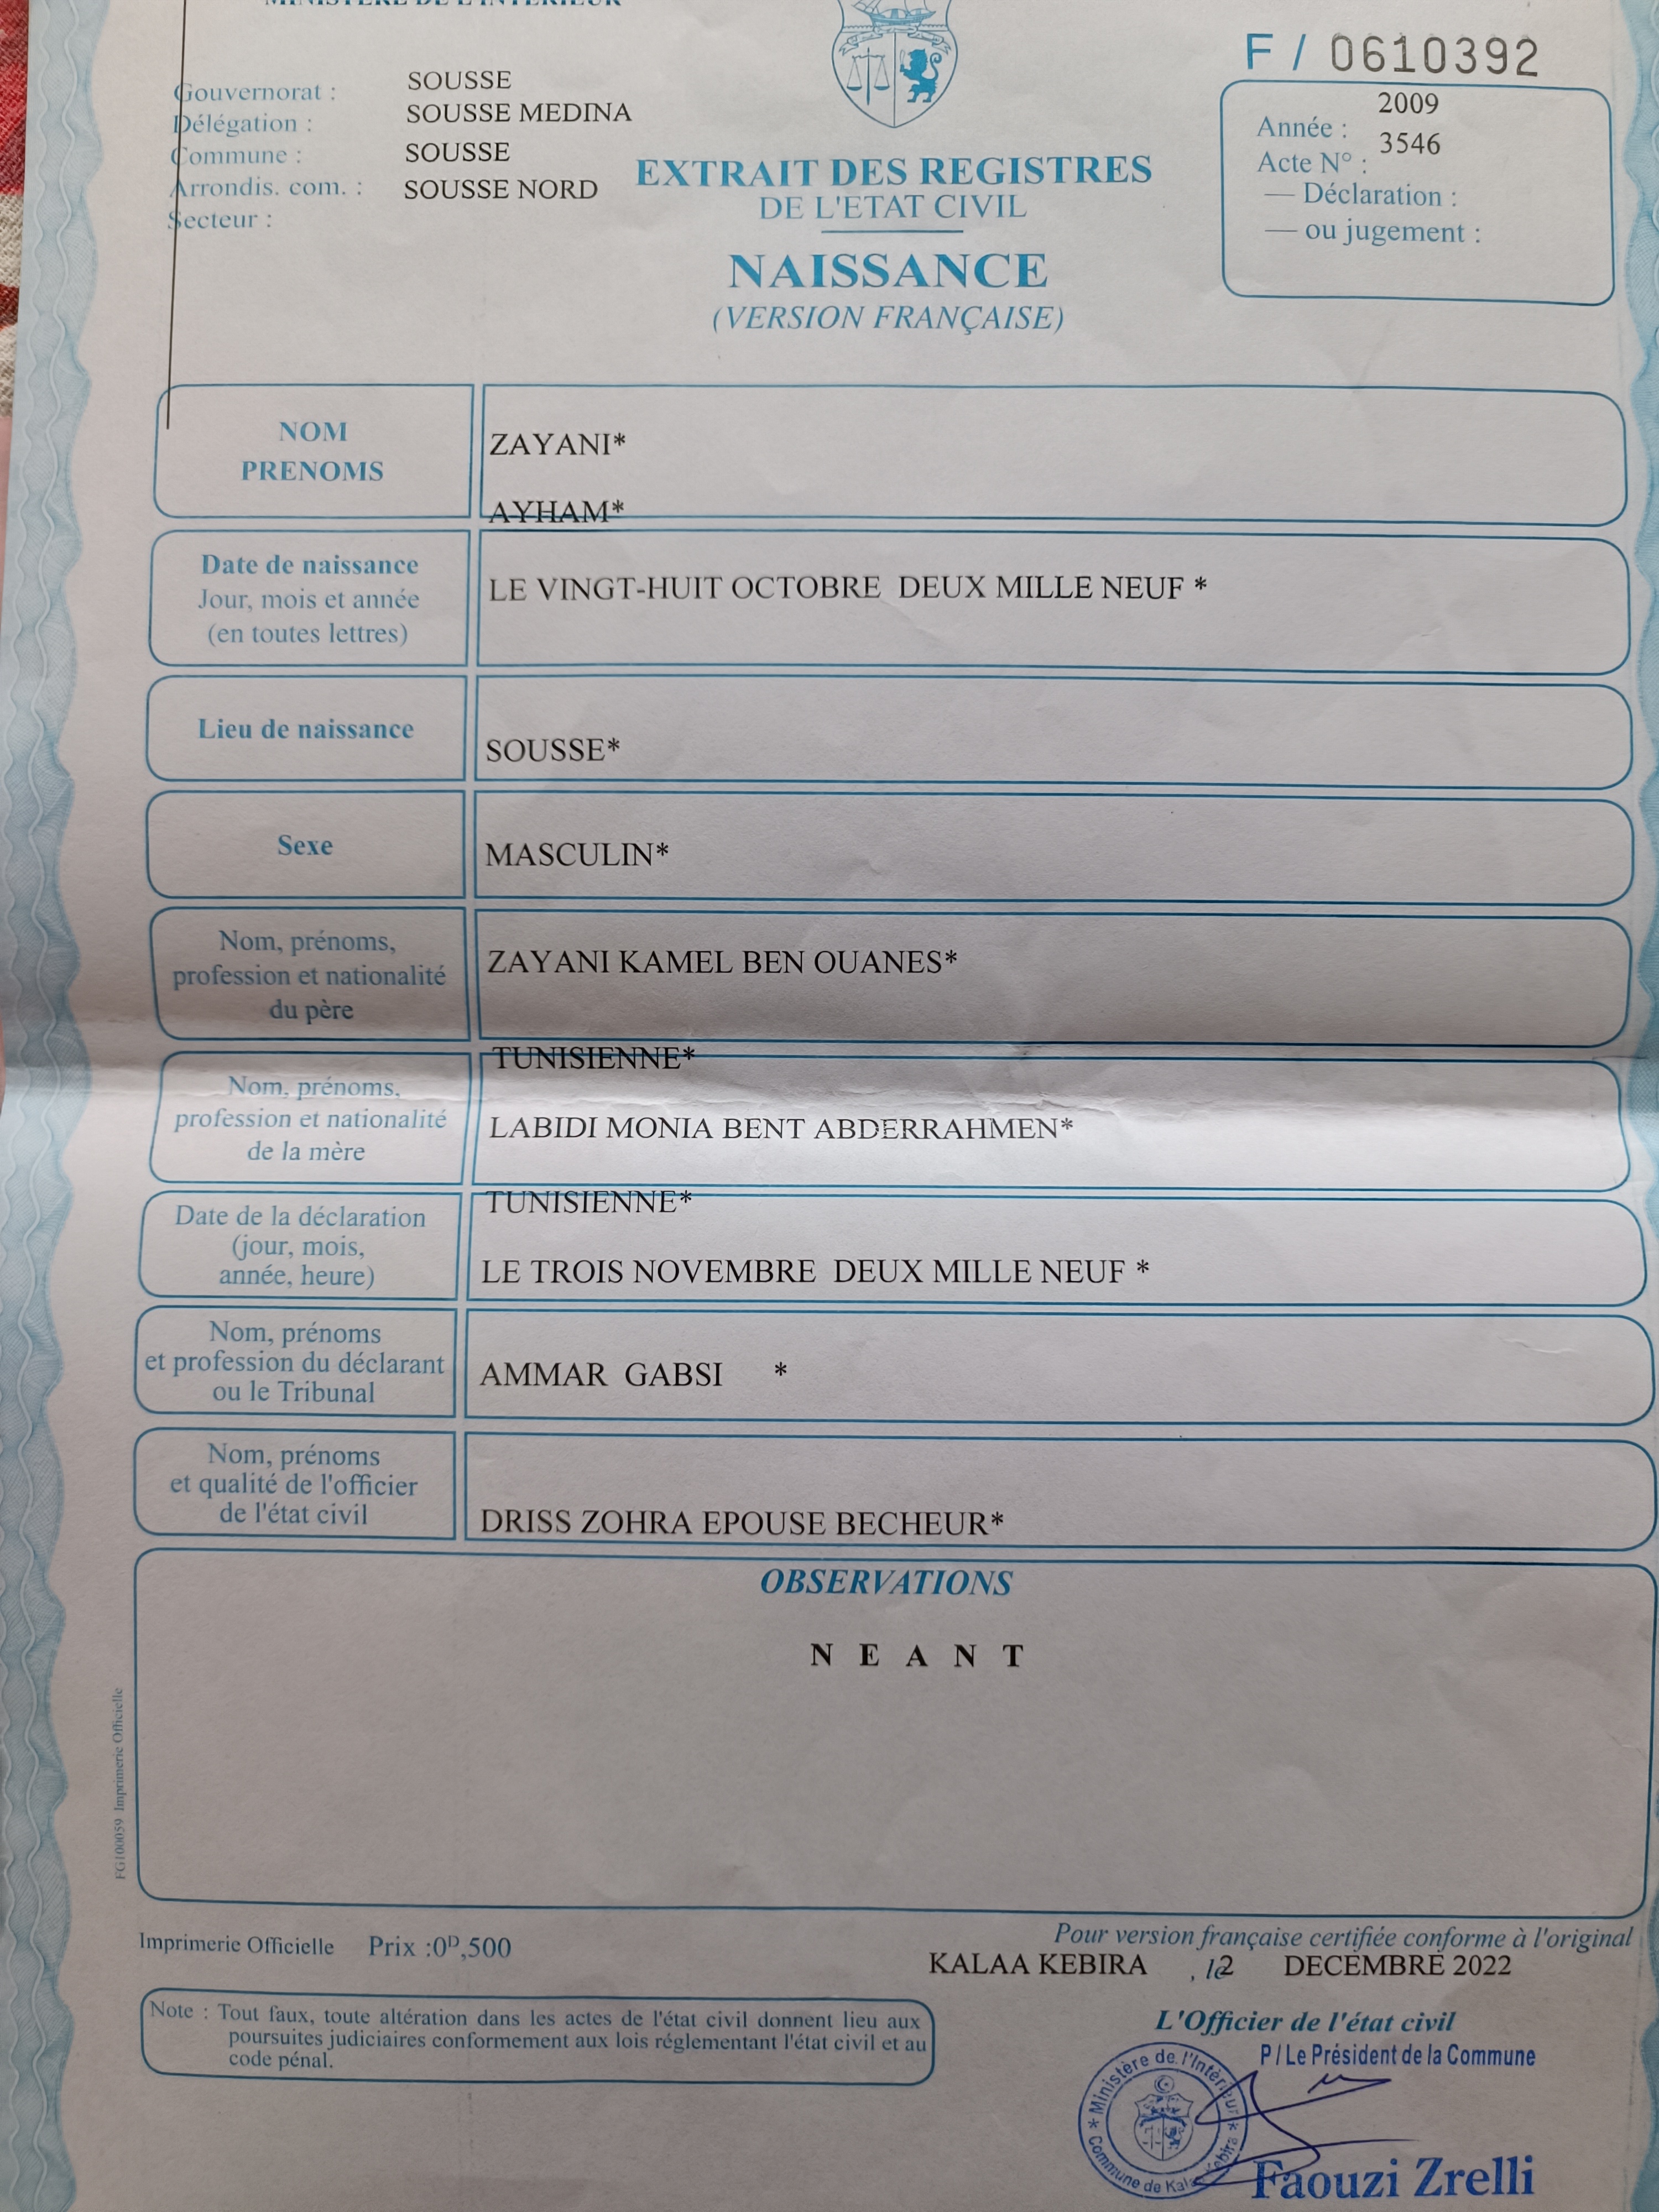 MINISTERE DE L'INTERIEUR
F / 0610392
Gouvernorat : SOUSSE
Délégation : SOUSSE MEDINA
Commune : SOUSSE
Arrondis. com. : SOUSSE NORD
Secteur :
EXTRAIT DES REGISTRES
DE L'ETAT CIVIL
NAISSANCE
(VERSION FRANÇAISE)
Année : 2009
Acte N° : 3546
— Déclaration :
— ou jugement :
NOM
PRENOMS
ZAYANI*
AYHAM*
Date de naissance
Jour, mois et année
(en toutes lettres)
LE VINGT-HUIT OCTOBRE DEUX MILLE NEUF *
Lieu de naissance
SOUSSE*
Sexe
MASCULIN*
Nom, prénoms,
profession et nationalité
du père
ZAYANI KAMEL BEN OUANES*
TUNISIENNE*
Nom, prénoms,
profession et nationalité
de la mère
LABIDI MONIA BENT ABDERRAHMEN*
TUNISIENNE*
Date de la déclaration
(jour, mois,
année, heure)
LE TROIS NOVEMBRE DEUX MILLE NEUF *
Nom, prénoms
et profession du déclarant
ou le Tribunal
AMMAR GABSI *
Nom, prénoms
et qualité de l'officier
de l'état civil
DRISS ZOHRA EPOUSE BECHEUR*
OBSERVATIONS
N E A N T
FG100059 Imprimerie Officielle
Imprimerie Officielle Prix :0D,500
Pour version française certifiée conforme à l'original
KALAA KEBIRA , le 2 DECEMBRE 2022
Note : Tout faux, toute altération dans les actes de l'état civil donnent lieu aux
poursuites judiciaires conformement aux lois réglementant l'état civil et au
code pénal.
L'Officier de l'état civil
P / Le Président de la Commune
* Ministère de l'Intérieur *
Commune de Kalaa Kebira
Faouzi Zrelli